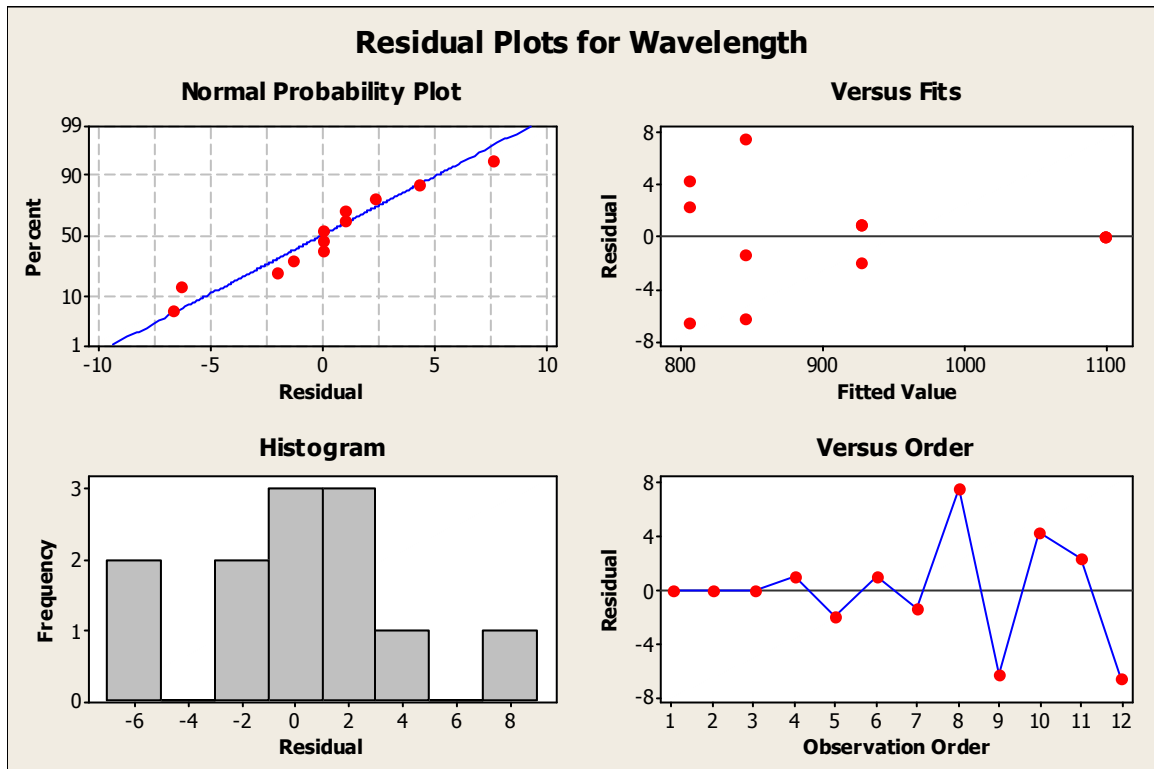 Residual Plots for Wavelength
Normal Probability Plot
99
90
50
10
1
Percent
-10 -5 0 5 10
Residual
Versus Fits
8
4
0
-4
-8
Residual
800 900 1000 1100
Fitted Value
Histogram
3
2
1
0
Frequency
-6 -4 -2 0 2 4 6 8
Residual
Versus Order
8
4
0
-4
-8
Residual
1 2 3 4 5 6 7 8 9 10 11 12
Observation Order